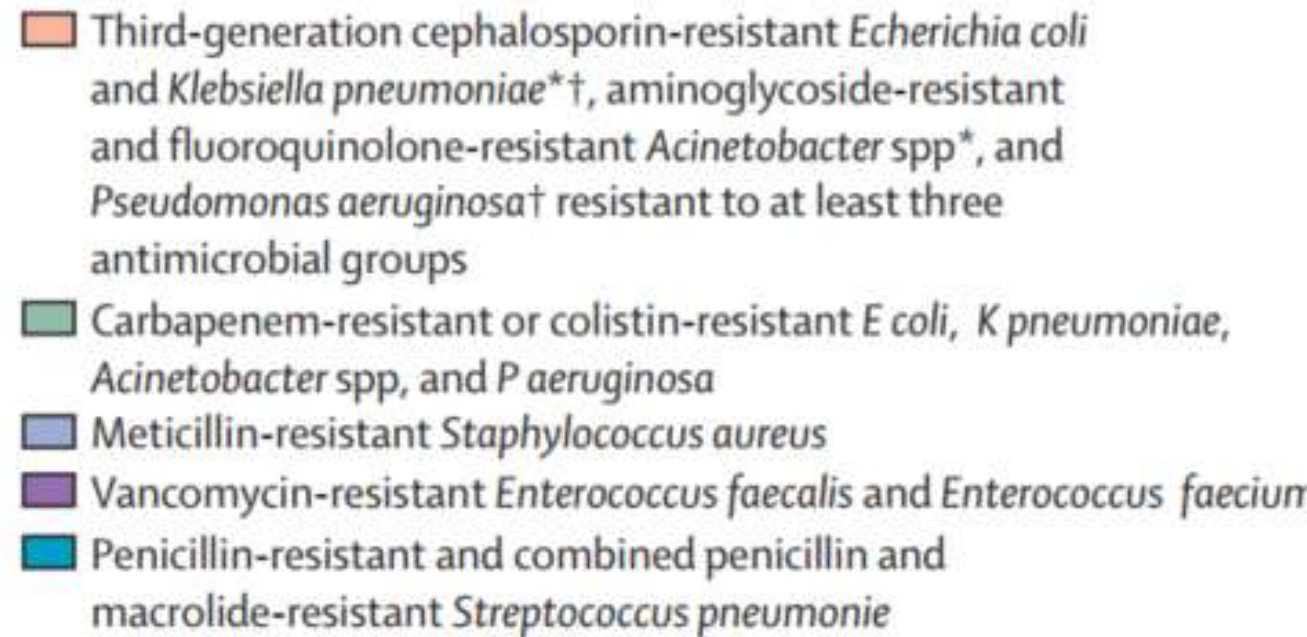 Third-generation cephalosporin-resistant Echerichia coli
and Klebsiella pneumoniae*†, aminoglycoside-resistant
and fluoroquinolone-resistant Acinetobacter spp*, and
Pseudomonas aeruginosa† resistant to at least three
antimicrobial groups
Carbapenem-resistant or colistin-resistant E coli, K pneumoniae,
Acinetobacter spp, and P aeruginosa
Meticillin-resistant Staphylococcus aureus
Vancomycin-resistant Enterococcus faecalis and Enterococcus faecium
Penicillin-resistant and combined penicillin and
macrolide-resistant Streptococcus pneumonie